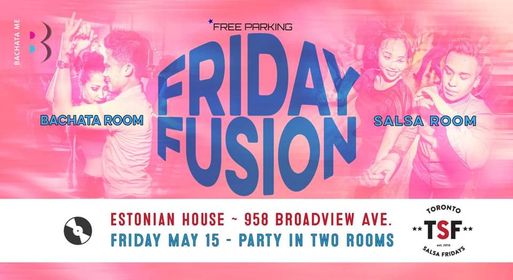 BACHATA ME
*FREE PARKING
FRIDAY
FUSION
BACHATA ROOM
SALSA ROOM
ESTONIAN HOUSE ~ 958 BROADVIEW AVE.
FRIDAY MAY 15 - PARTY IN TWO ROOMS
TORONTO
TSF
SALSA FRIDAYS